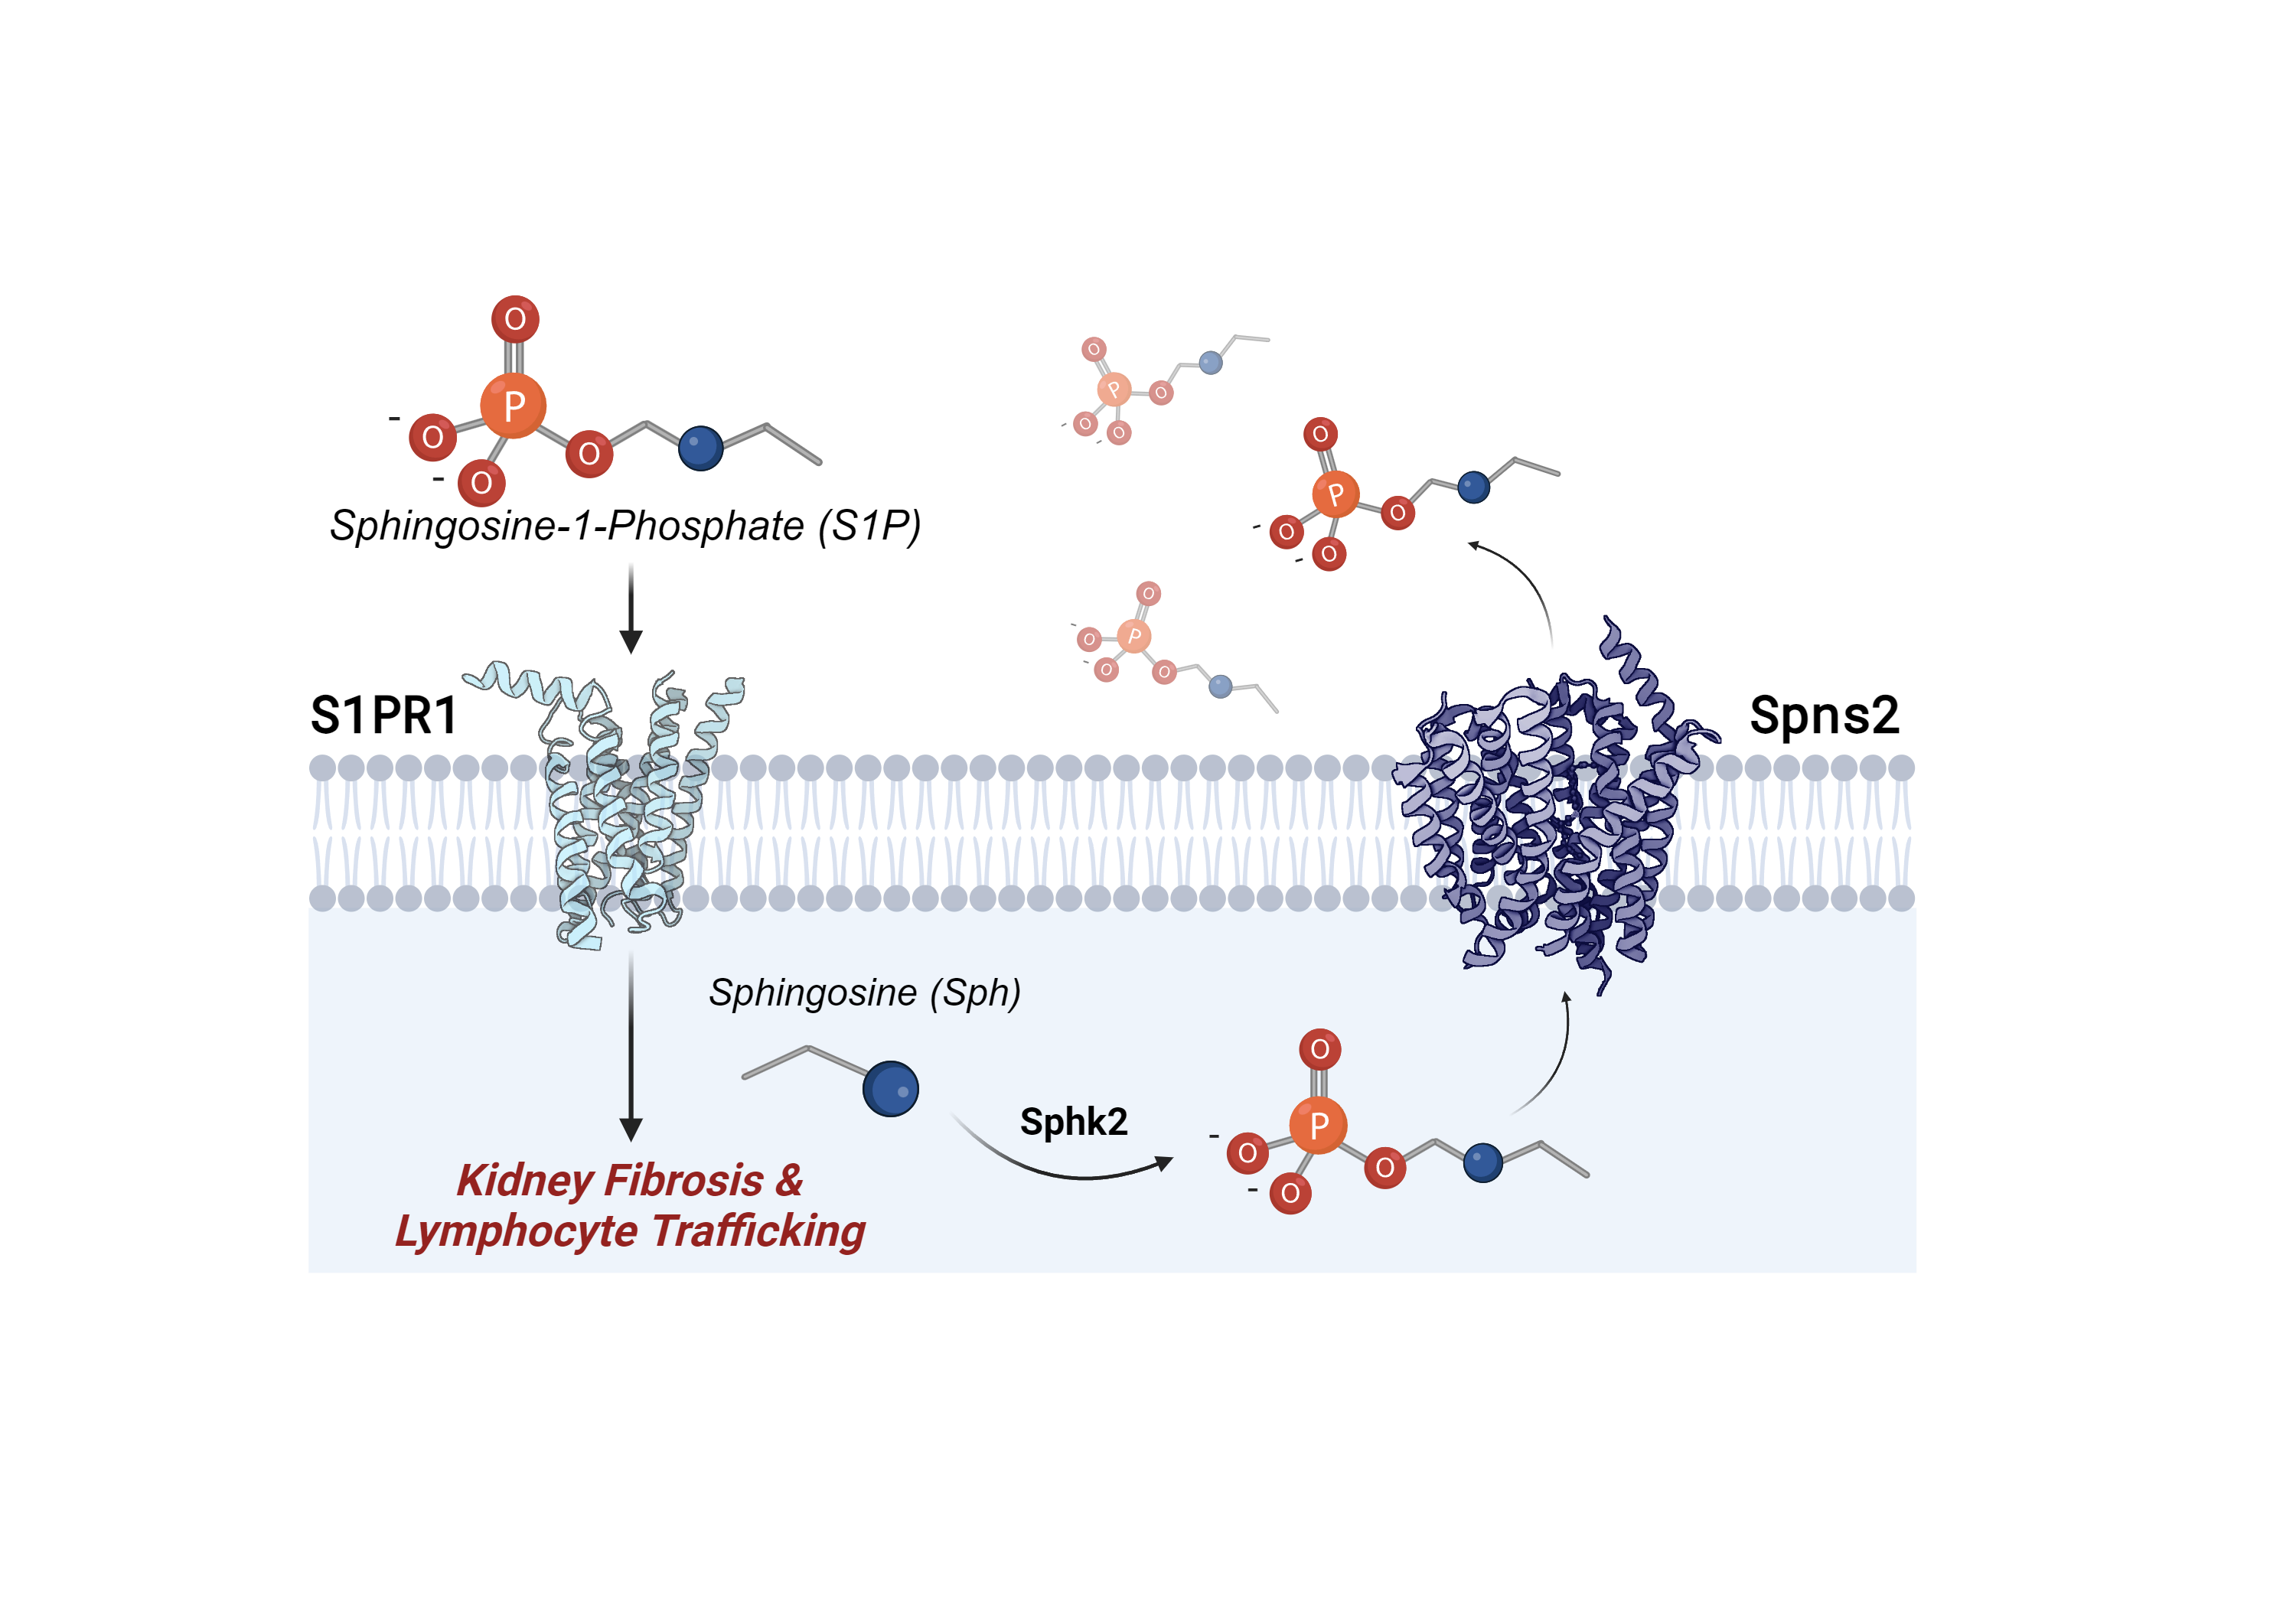 O
P
O
O
O
-
-
Sphingosine-1-Phosphate (S1P)
O
P
O
O
O
-
-
O
P
O
O
O
-
-
O
P
O
O
O
-
-
S1PR1
Spns2
Sphingosine (Sph)
Sphk2
O
P
O
O
O
-
-
Kidney Fibrosis &
Lymphocyte Trafficking